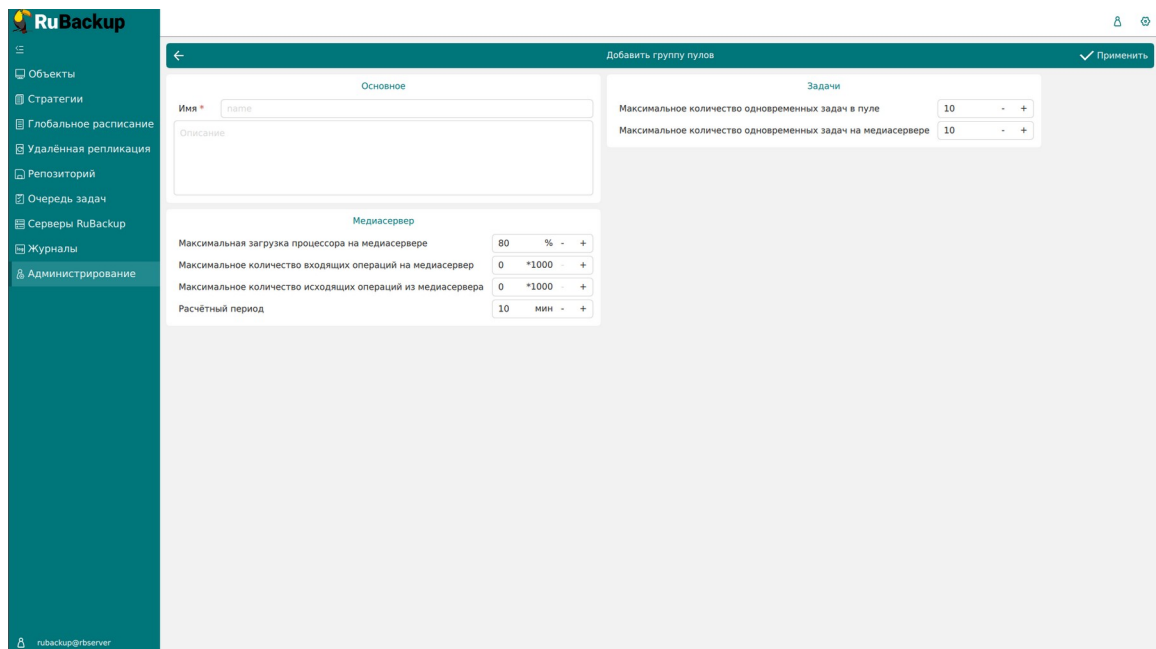 RuBackup
Объекты
Стратегии
Глобальное расписание
Удалённая репликация
Репозиторий
Очередь задач
Серверы RuBackup
Журналы
Администрирование
rubackup@rbserver
Добавить группу пулов
Применить
Основное
Имя * name
Описание
Медиасервер
Максимальная загрузка процессора на медиасервере 80 % - +
Максимальное количество входящих операций на медиасервер 0 *1000 - +
Максимальное количество исходящих операций из медиасервера 0 *1000 - +
Расчётный период 10 мин - +
Задачи
Максимальное количество одновременных задач в пуле 10 - +
Максимальное количество одновременных задач на медиасервере 10 - +